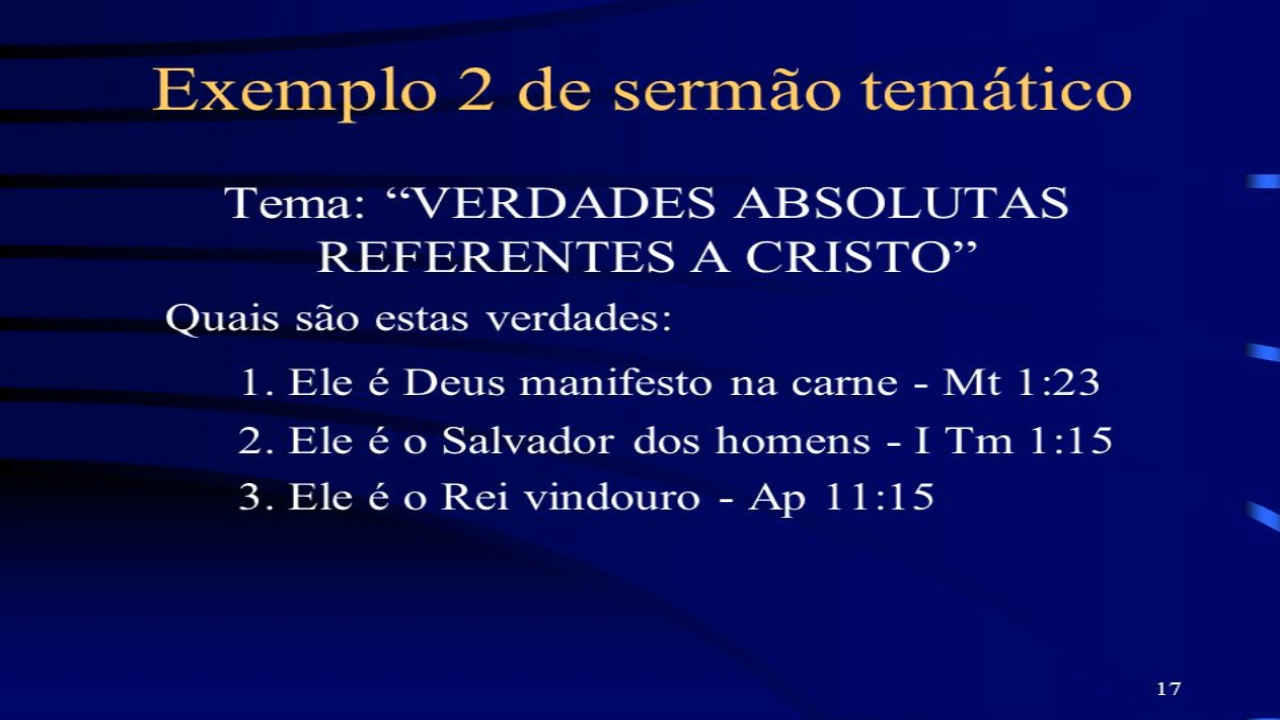 Exemplo 2 de sermão temático
Tema: “VERDADES ABSOLUTAS
REFERENTES A CRISTO”
Quais são estas verdades:
1. Ele é Deus manifesto na carne - Mt 1:23
2. Ele é o Salvador dos homens - I Tm 1:15
3. Ele é o Rei vindouro - Ap 11:15
17